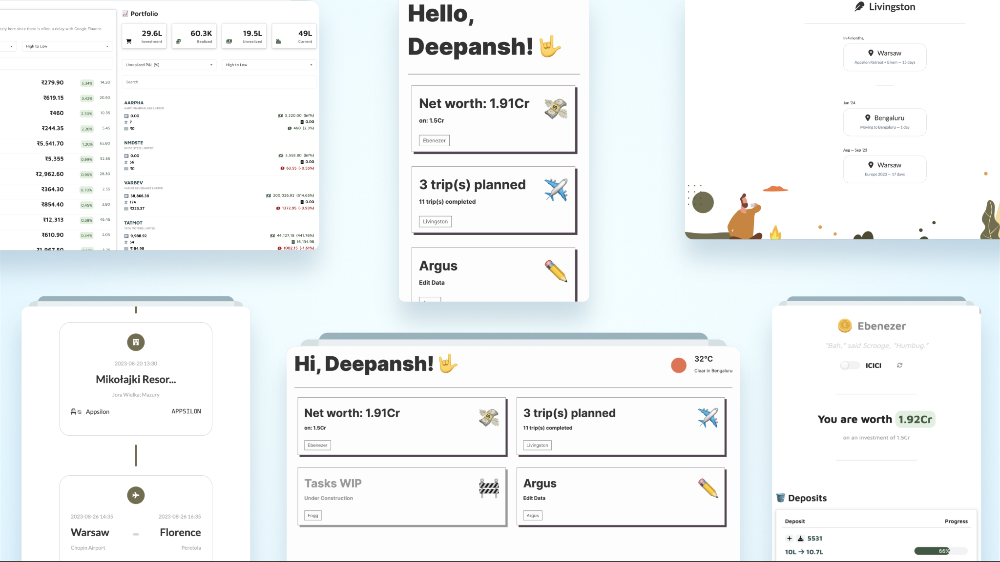 tely here since there is often a delay with Google Finance.
High to Low
₹279.90 5.34% 14.20
₹619.15 3.42% 20.50
₹460 2.30% 10.35
₹244.35 2.28% 5.45
₹5,541.70 1.20% 65.80
₹5,355 0.99% 52.65
₹2,962.60 0.96% 28.30
₹364.30 0.70% 2.55
₹854.40 0.45% 3.80
₹12,313 0.38% 46.45
₹610.90 0.34% 2.05
₹1,967.50
Portfolio
29.6L
Investment
60.3K
Realized
19.5L
Unrealized
49L
Current
Unrealized P&L (%)
High to Low
Search
AARPHA
AARTI PHARMALABS LIMITED
0.00 3,220.00 (Inf%)
# 7 0.00
₹0 460 (2.3%)
NMDSTE
NMDC STEEL LIMITED
0.00 3,558.80 (Inf%)
# 56 0.00
₹0 63.55 (-0.55%)
VARBEV
VARUN BEVERAGES LIMITED
38,866.38 200,026.92 (514.65%)
# 174 0.00
₹223.37 1372.95 (-0.93%)
TATMOT
TATA MOTORS LIMITED
9,988.92 44,127.18 (441.76%)
# 54 16,134.98
₹184.98 1002.15 (-1.61%)
Hello,
Deepansh!
Net worth: 1.91Cr
on: 1.5Cr
Ebenezer
3 trip(s) planned
11 trip(s) completed
Livingston
Argus
Edit Data
Livingston
In 4 months,
Warsaw
Appsilon Retreat + Elkem — 15 days
Jan '24
Bengaluru
Moving to Bengaluru — 1 day
Aug — Sep '23
Warsaw
Europe 2023 — 17 days
2023-08-20 13:30
Mikołajki Resor...
Jora Wielka; Mazury
Appsilon APPSILON
2023-08-26 14:35 2023-08-26 16:35
Warsaw - Florence
Chopin Airport Peretola
Hi, Deepansh!
32°C
Clear in Bengaluru
Net worth: 1.91Cr
on: 1.5Cr
Ebenezer
3 trip(s) planned
11 trip(s) completed
Livingston
Tasks WIP
Under Construction
Fogg
Argus
Edit Data
Argus
Ebenezer
"Bah," said Scrooge, "Humbug."
ICICI
You are worth 1.92Cr
on an investment of 1.5Cr
Deposits
Deposit Progress
+ 5531
10L → 10.7L 66%